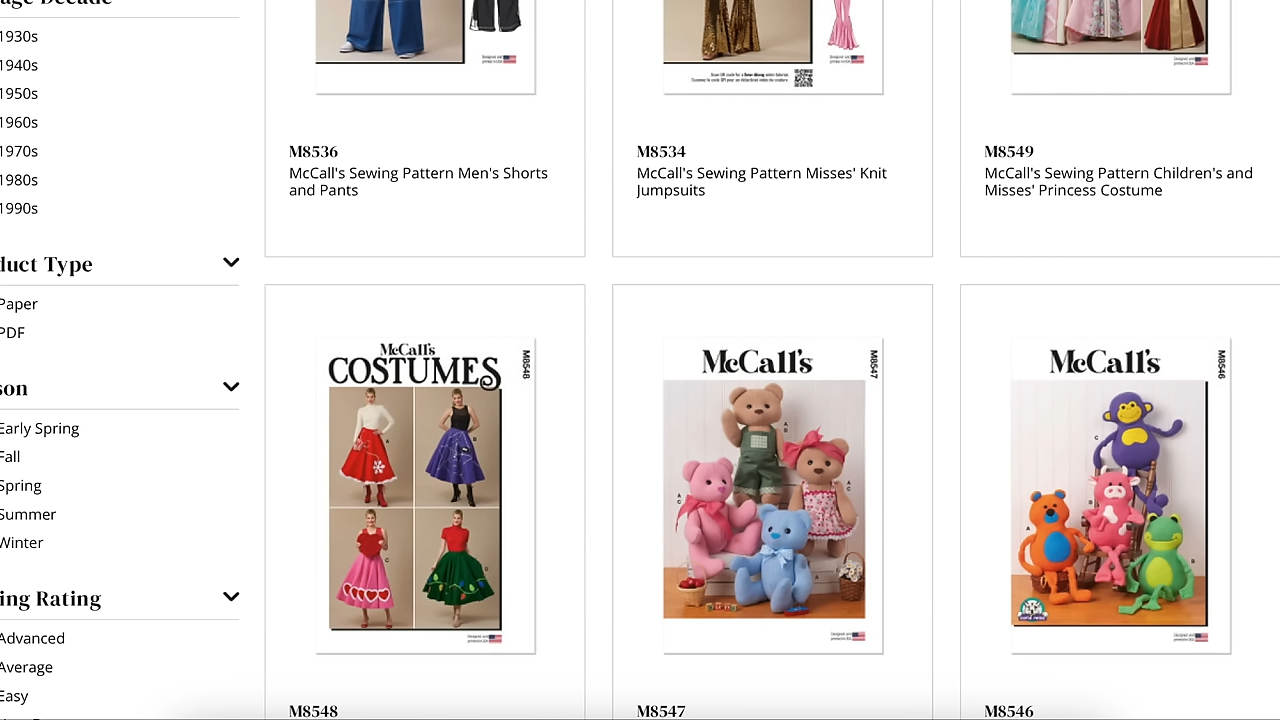 age Decade
1930s
1940s
1950s
1960s
1970s
1980s
1990s
duct Type
Paper
PDF
son
Early Spring
Fall
Spring
Summer
Winter
ing Rating
Advanced
Average
Easy
M8536
McCall's Sewing Pattern Men's Shorts
and Pants
M8534
McCall's Sewing Pattern Misses' Knit
Jumpsuits
M8549
McCall's Sewing Pattern Children's and
Misses' Princess Costume
McCall's
COSTUMES
M8548
McCall's
M8547
McCall's
M8546
M8548
M8547
M8546